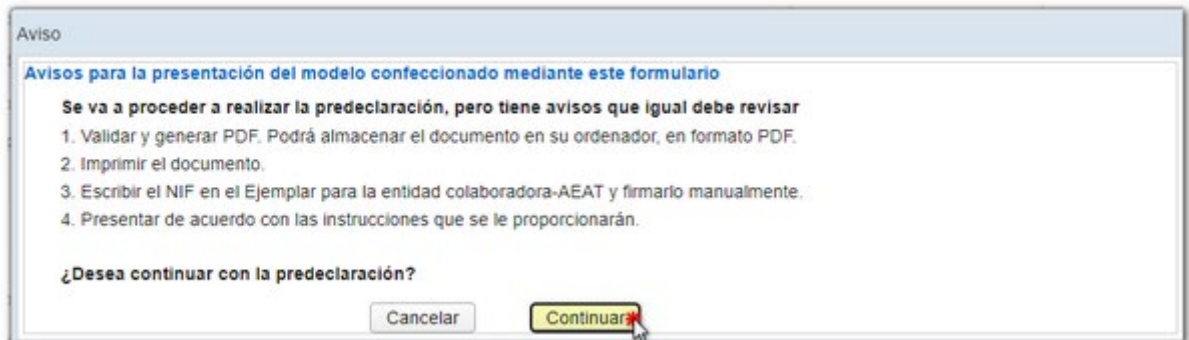 Aviso
Avisos para la presentación del modelo confeccionado mediante este formulario
Se va a proceder a realizar la predeclaración, pero tiene avisos que igual debe revisar
1. Validar y generar PDF. Podrá almacenar el documento en su ordenador, en formato PDF.
2. Imprimir el documento.
3. Escribir el NIF en el Ejemplar para la entidad colaboradora-AEAT y firmarlo manualmente.
4. Presentar de acuerdo con las instrucciones que se le proporcionarán.
¿Desea continuar con la predeclaración?
Cancelar Continuar